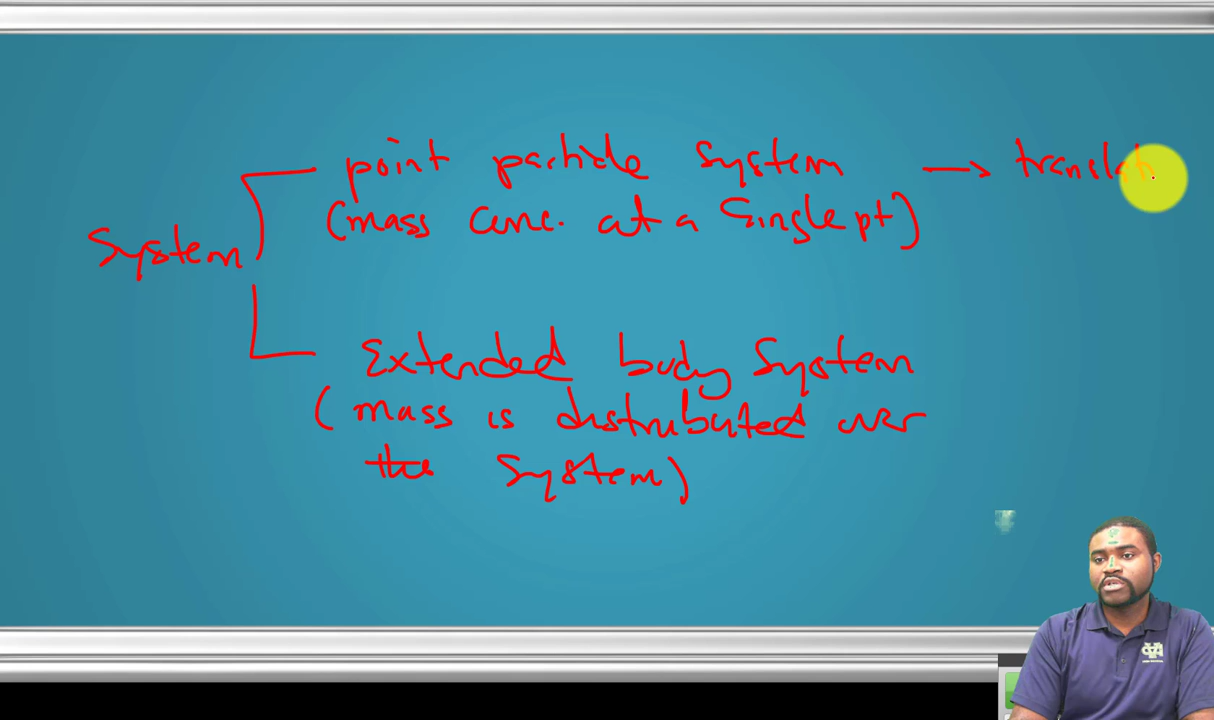 point particle system → translat
(mass conc. at a single pt)
System
Extended body system
(mass is distributed over
the system)